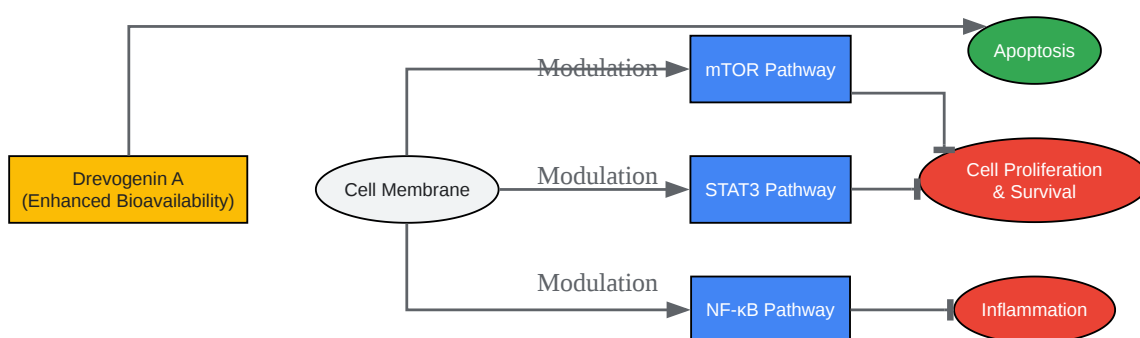 Apoptosis
Modulation
mTOR Pathway
Drevogenin A
(Enhanced Bioavailability)
Cell Membrane
Modulation
STAT3 Pathway
Cell Proliferation
& Survival
Modulation
NF-κB Pathway
Inflammation